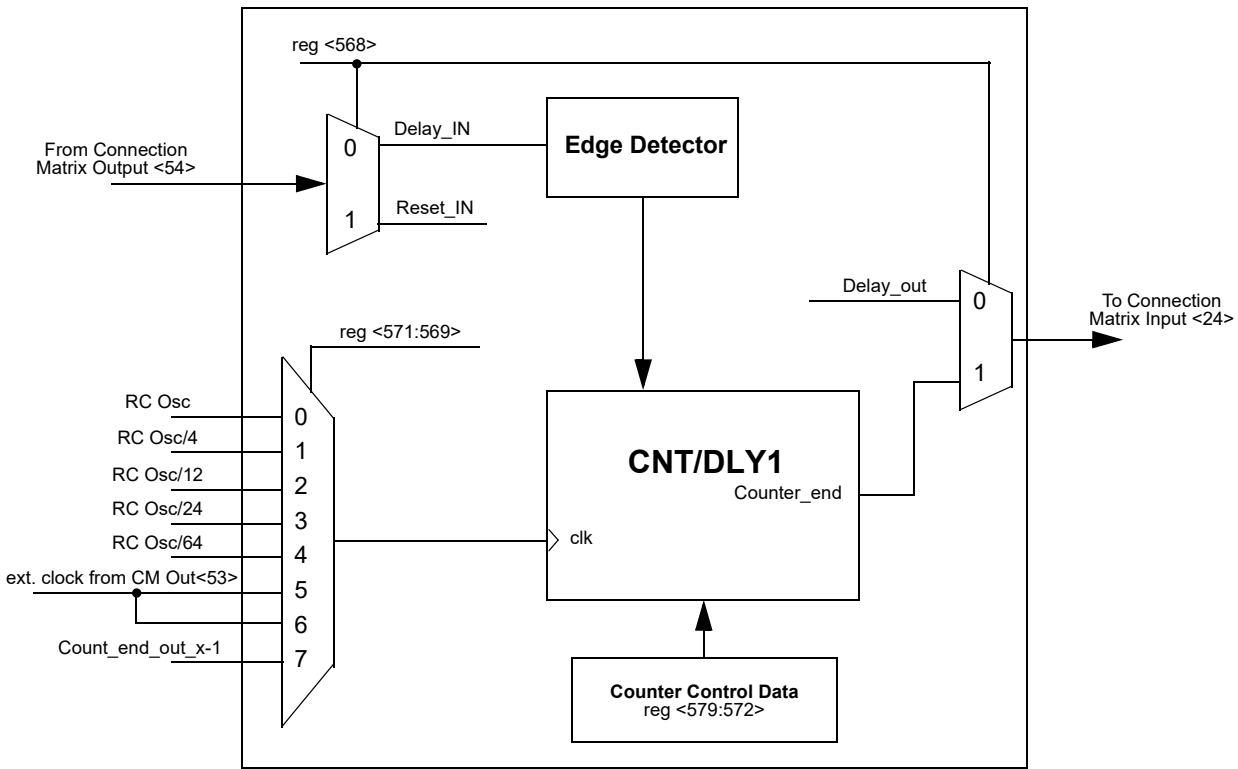 reg <568>
From Connection
Matrix Output <54>
0
1
Delay_IN
Reset_IN
Edge Detector
Delay_out
0
1
To Connection
Matrix Input <24>
reg <571:569>
RC Osc
RC Osc/4
RC Osc/12
RC Osc/24
RC Osc/64
ext. clock from CM Out<53>
Count_end_out_x-1
0
1
2
3
4
5
6
7
CNT/DLY1
Counter_end
clk
Counter Control Data
reg <579:572>